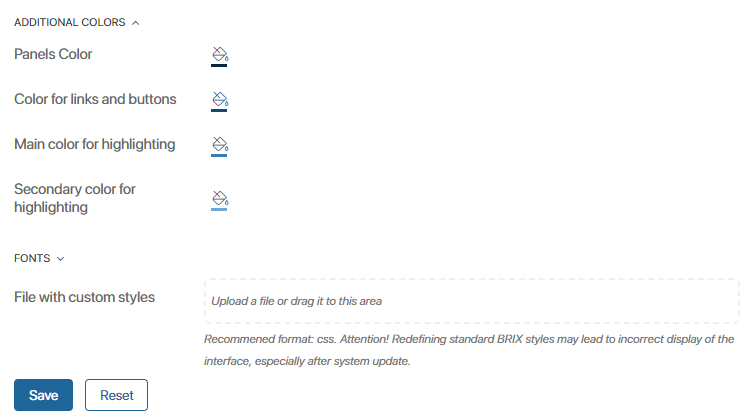 ADDITIONAL COLORS
Panels Color
Color for links and buttons
Main color for highlighting
Secondary color for
highlighting
FONTS
File with custom styles
Upload a file or drag it to this area
Recommened format: css. Attention! Redefining standard BRIX styles may lead to incorrect display of the
interface, especially after system update.
Save
Reset